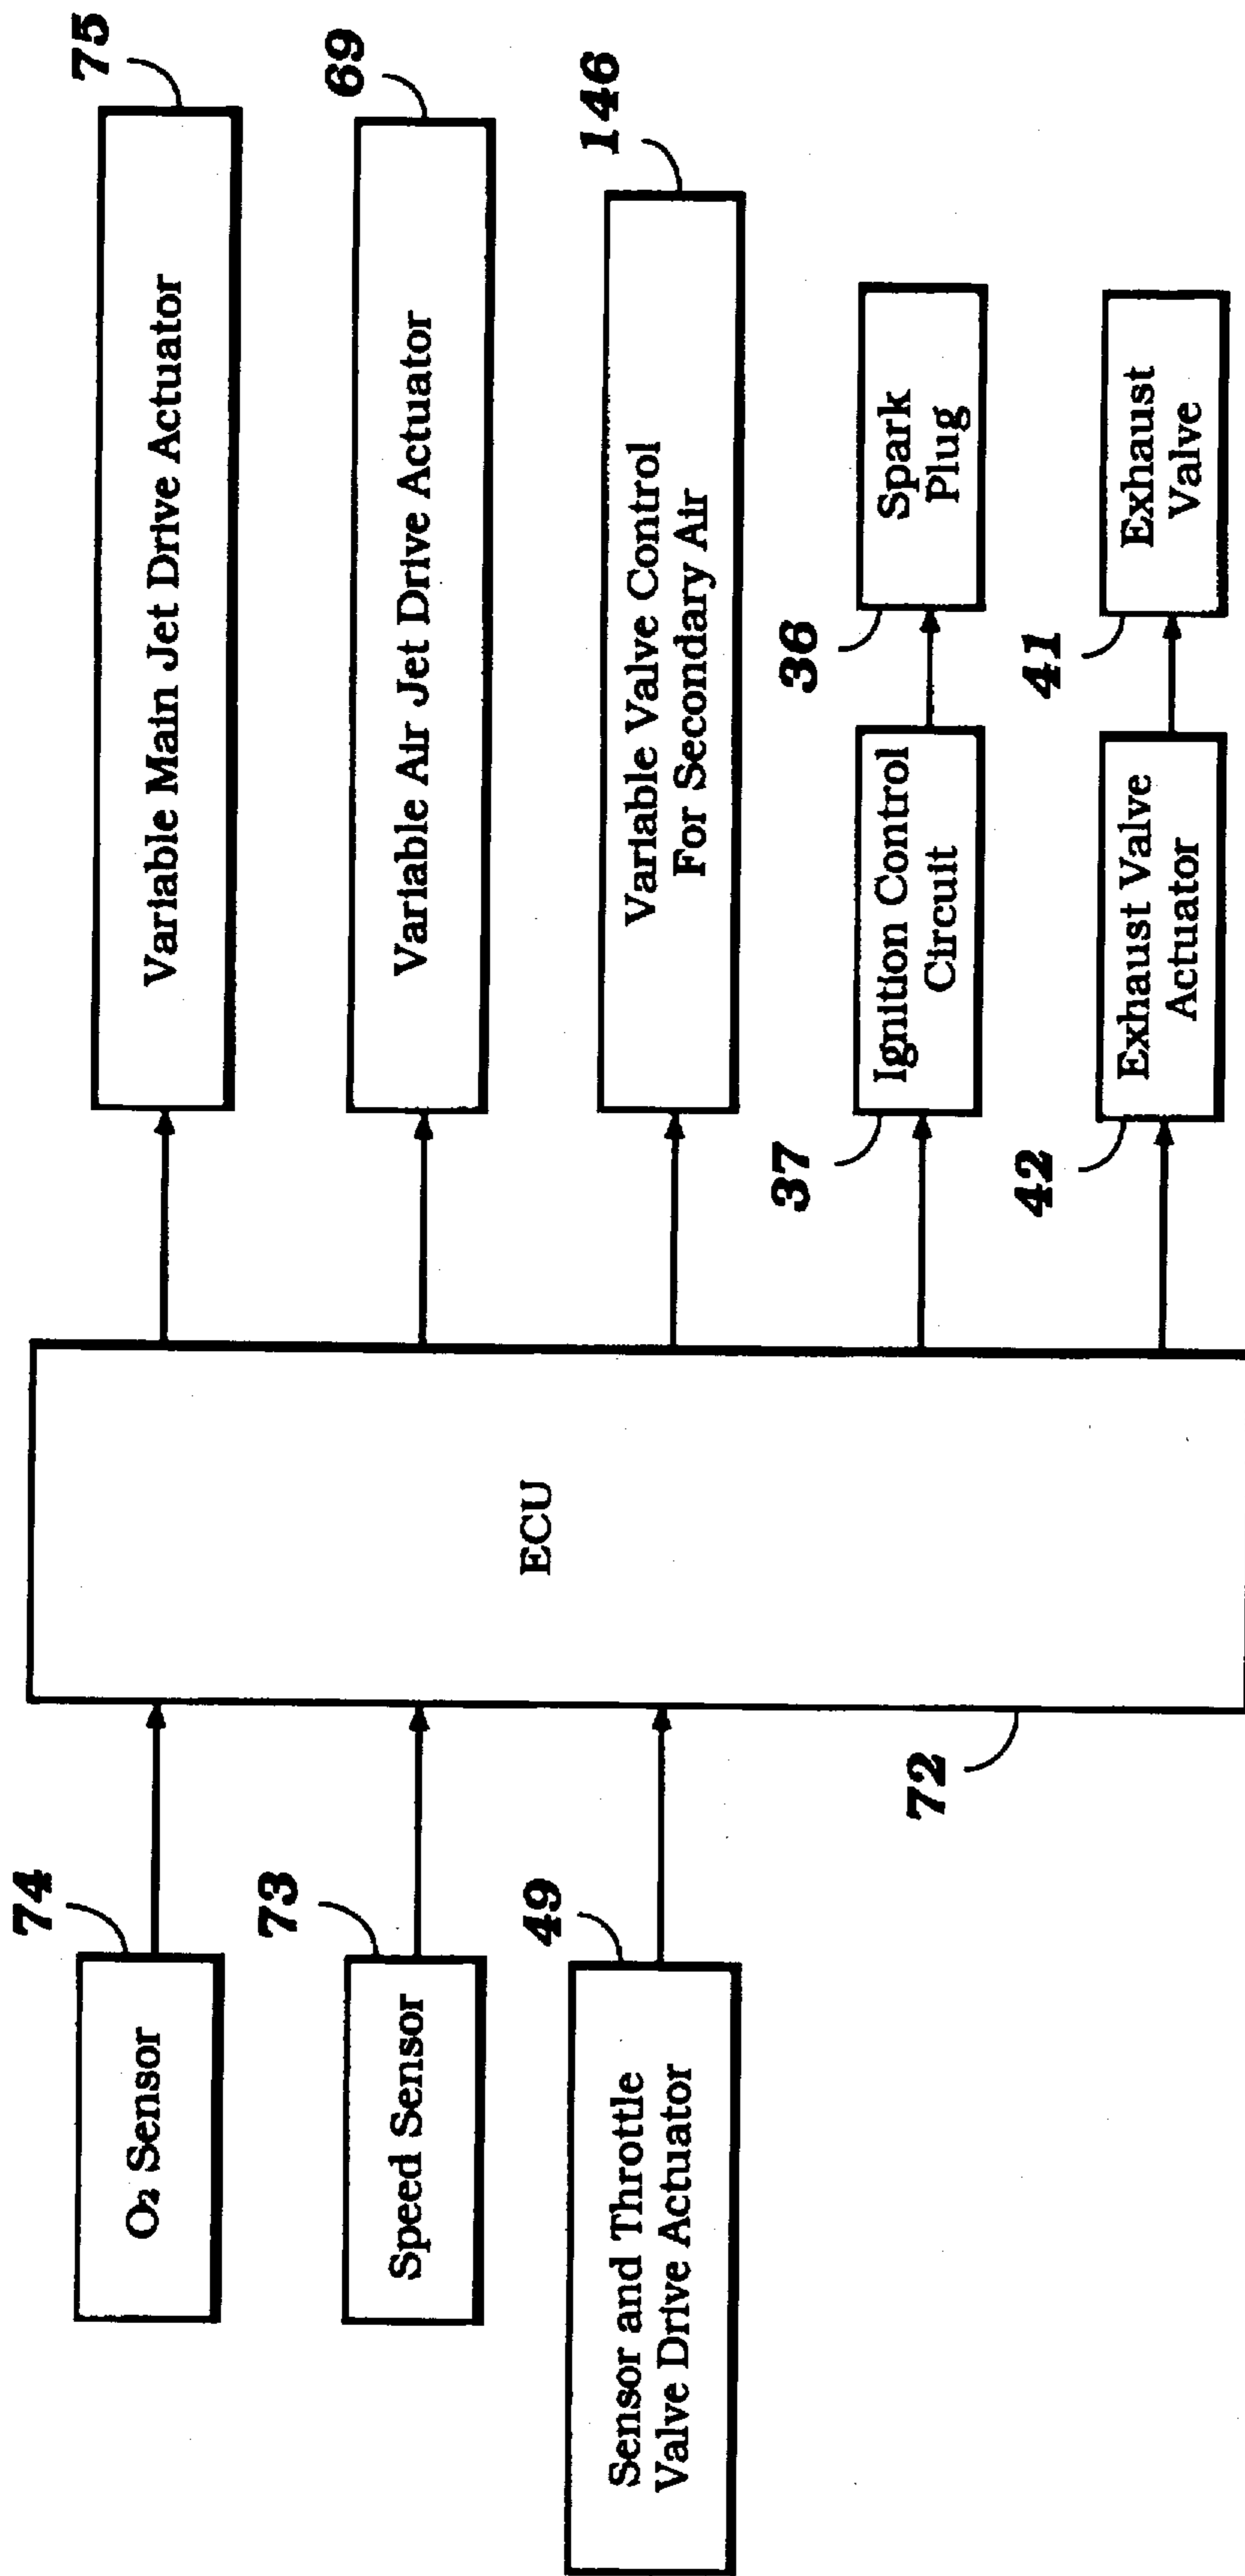 74
O₂ Sensor
73
Speed Sensor
49
Sensor and Throttle
Valve Drive Actuator
ECU
72
75
Variable Main Jet Drive Actuator
69
Variable Air Jet Drive Actuator
146
Variable Valve Control
For Secondary Air
37
Ignition Control
Circuit
36
Spark
Plug
42
Exhaust Valve
Actuator
41
Exhaust
Valve